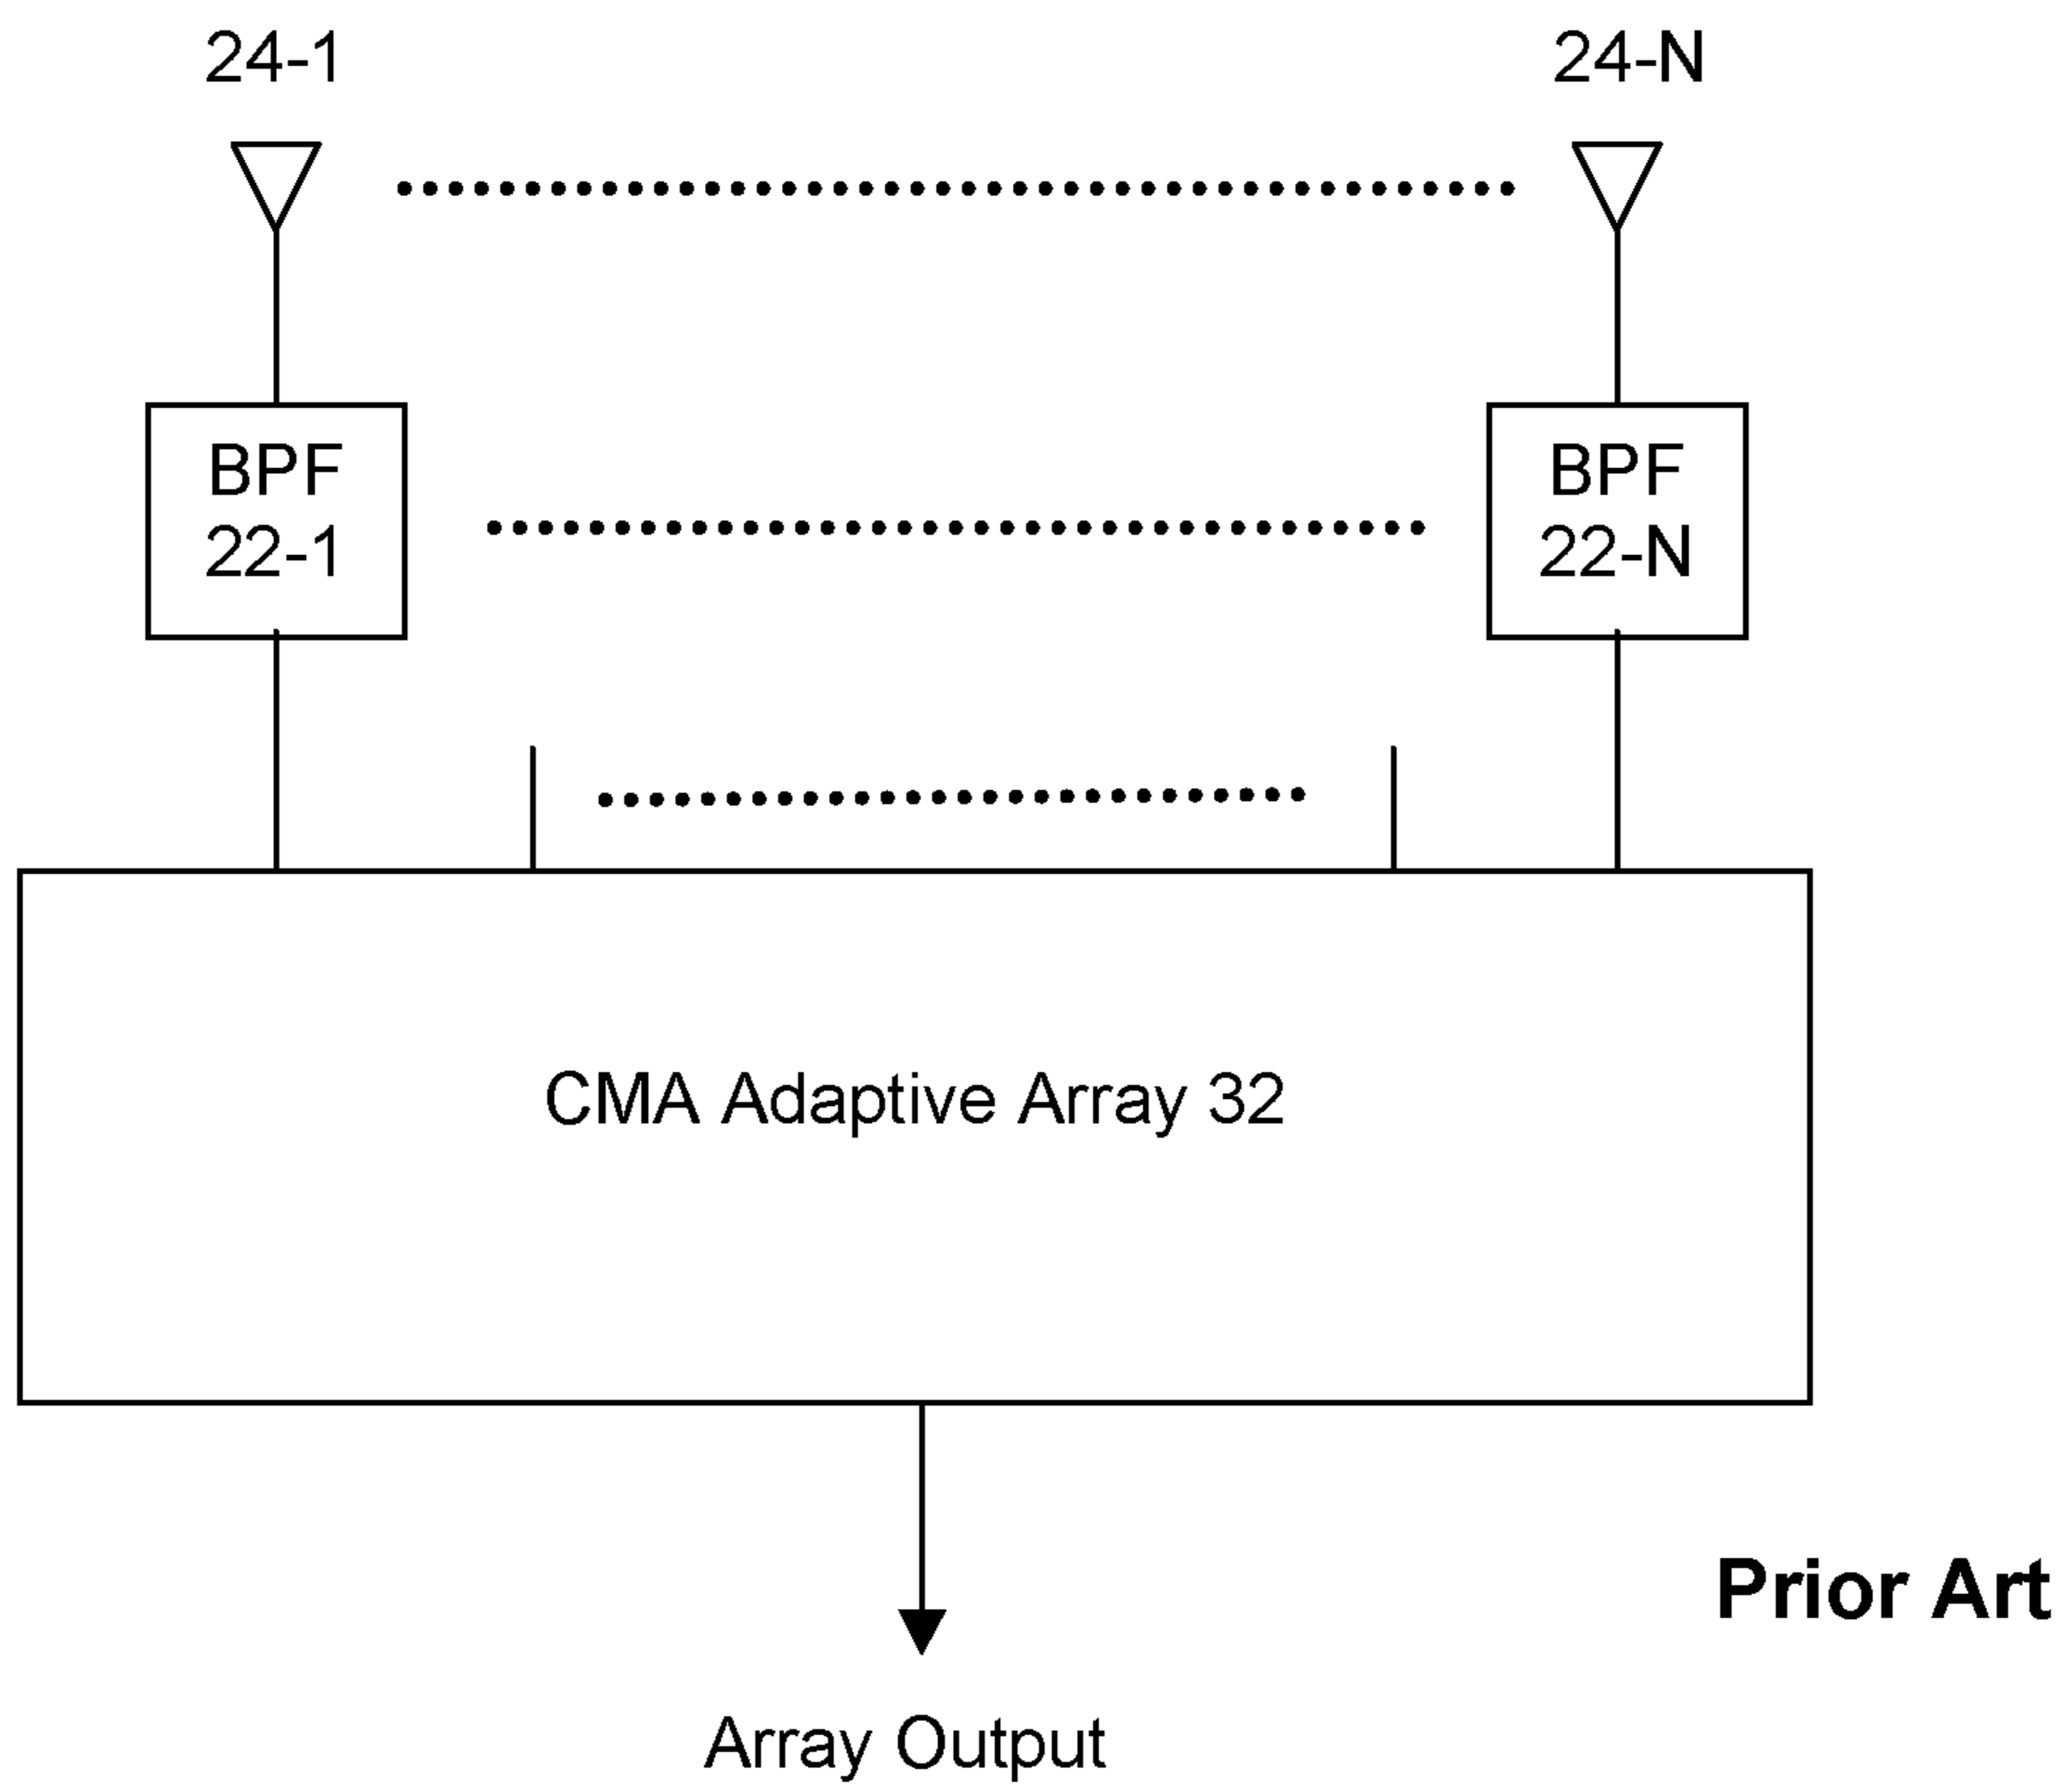 24-1
24-N
BPF
22-1
BPF
22-N
CMA Adaptive Array 32
Prior Art
Array Output